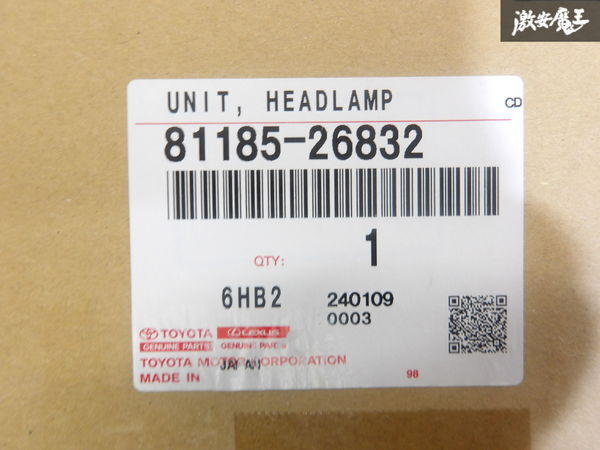 激安魔王
UNIT, HEADLAMP
CD
81185-26832
QTY: 1
6HB2
240109
0003
TOYOTA LEXUS
GENUINE PARTS GENUINE PARTS
TOYOTA MOTOR CORPORATION
MADE IN JAPAN
98